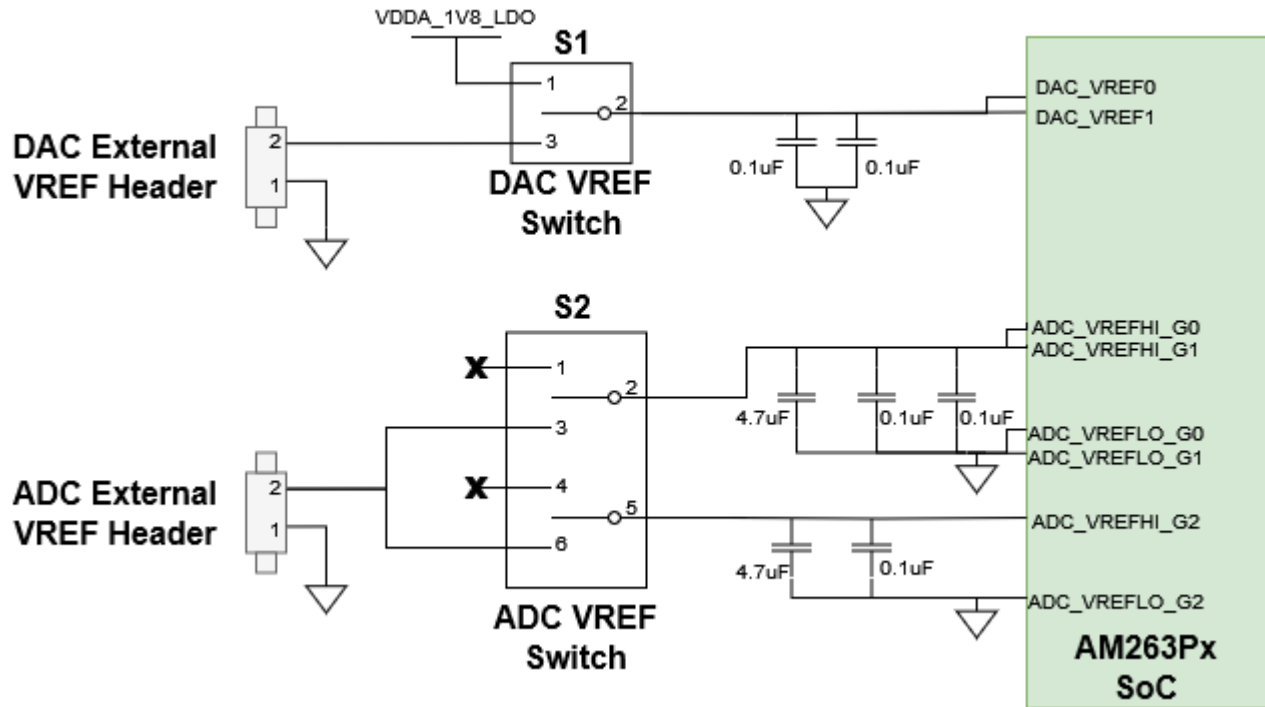 VDDA_1V8_LDO
S1
1
2
3
DAC External
VREF Header
2
1
DAC VREF
Switch
0.1uF
0.1uF
DAC_VREF0
DAC_VREF1
S2
X
1
2
3
X
4
5
6
ADC External
VREF Header
2
1
ADC VREF
Switch
4.7uF
0.1uF
0.1uF
4.7uF
0.1uF
ADC_VREFHI_G0
ADC_VREFHI_G1
ADC_VREFLO_G0
ADC_VREFLO_G1
ADC_VREFHI_G2
ADC_VREFLO_G2
AM263Px
SoC